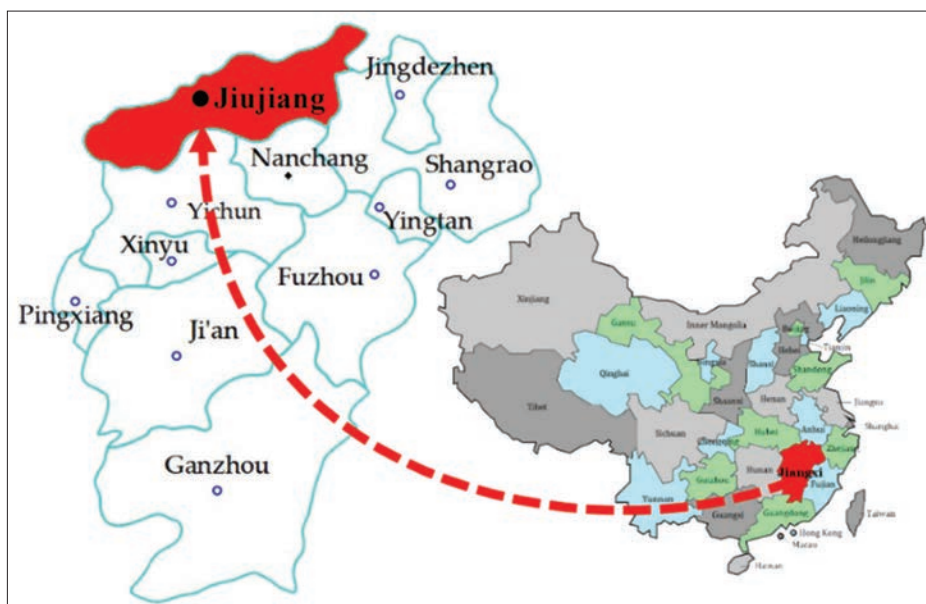 Jingdezhen
Jiujiang
Nanchang
Shangrao
Yichun
Yingtan
Xinyu
Fuzhou
Pingxiang
Ji'an
Ganzhou
Heilongjiang
Jilin
Xinjiang
Liaoning
Gansu
Inner Mongolia
Beijing
Tianjin
Hebei
Ningxia
Shanxi
Shandong
Qinghai
Shaanxi
Henan
Jiangsu
Tibet
Anhui
Shanghai
Sichuan
Chongqing
Hubei
Zhejiang
Hunan
Jiangxi
Guizhou
Fujian
Yunnan
Guangxi
Guangdong
Taiwan
Hong Kong
Macao
Hainan